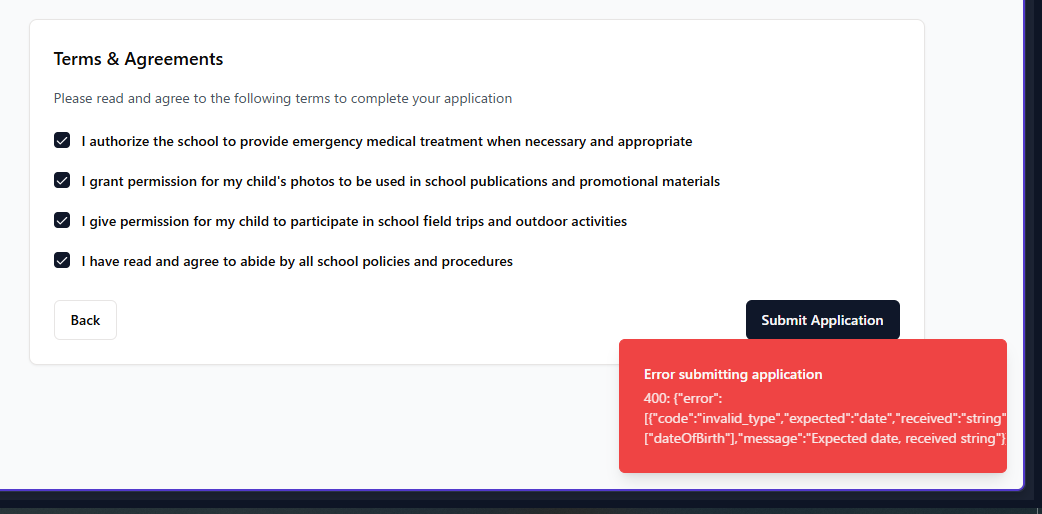 Terms & Agreements
Please read and agree to the following terms to complete your application
I authorize the school to provide emergency medical treatment when necessary and appropriate
I grant permission for my child's photos to be used in school publications and promotional materials
I give permission for my child to participate in school field trips and outdoor activities
I have read and agree to abide by all school policies and procedures
Back
Submit Application
Error submitting application
400: {"error":
[{"code":"invalid_type","expected":"date","received":"string"
["dateOfBirth"],"message":"Expected date, received string"}